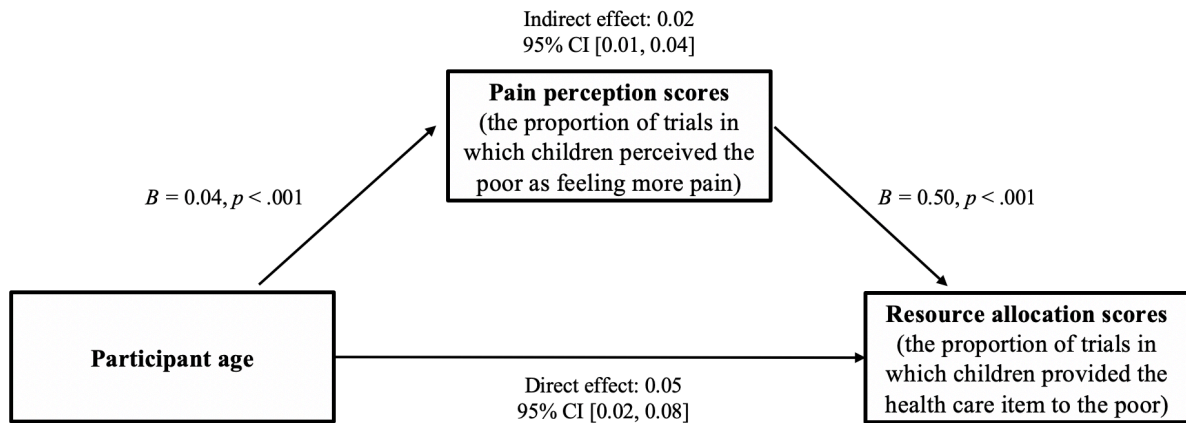 Indirect effect: 0.02
95% CI [0.01, 0.04]
Pain perception scores
(the proportion of trials in
which children perceived the
poor as feeling more pain)
B = 0.04, p < .001
B = 0.50, p < .001
Participant age
Resource allocation scores
(the proportion of trials in
which children provided the
health care item to the poor)
Direct effect: 0.05
95% CI [0.02, 0.08]